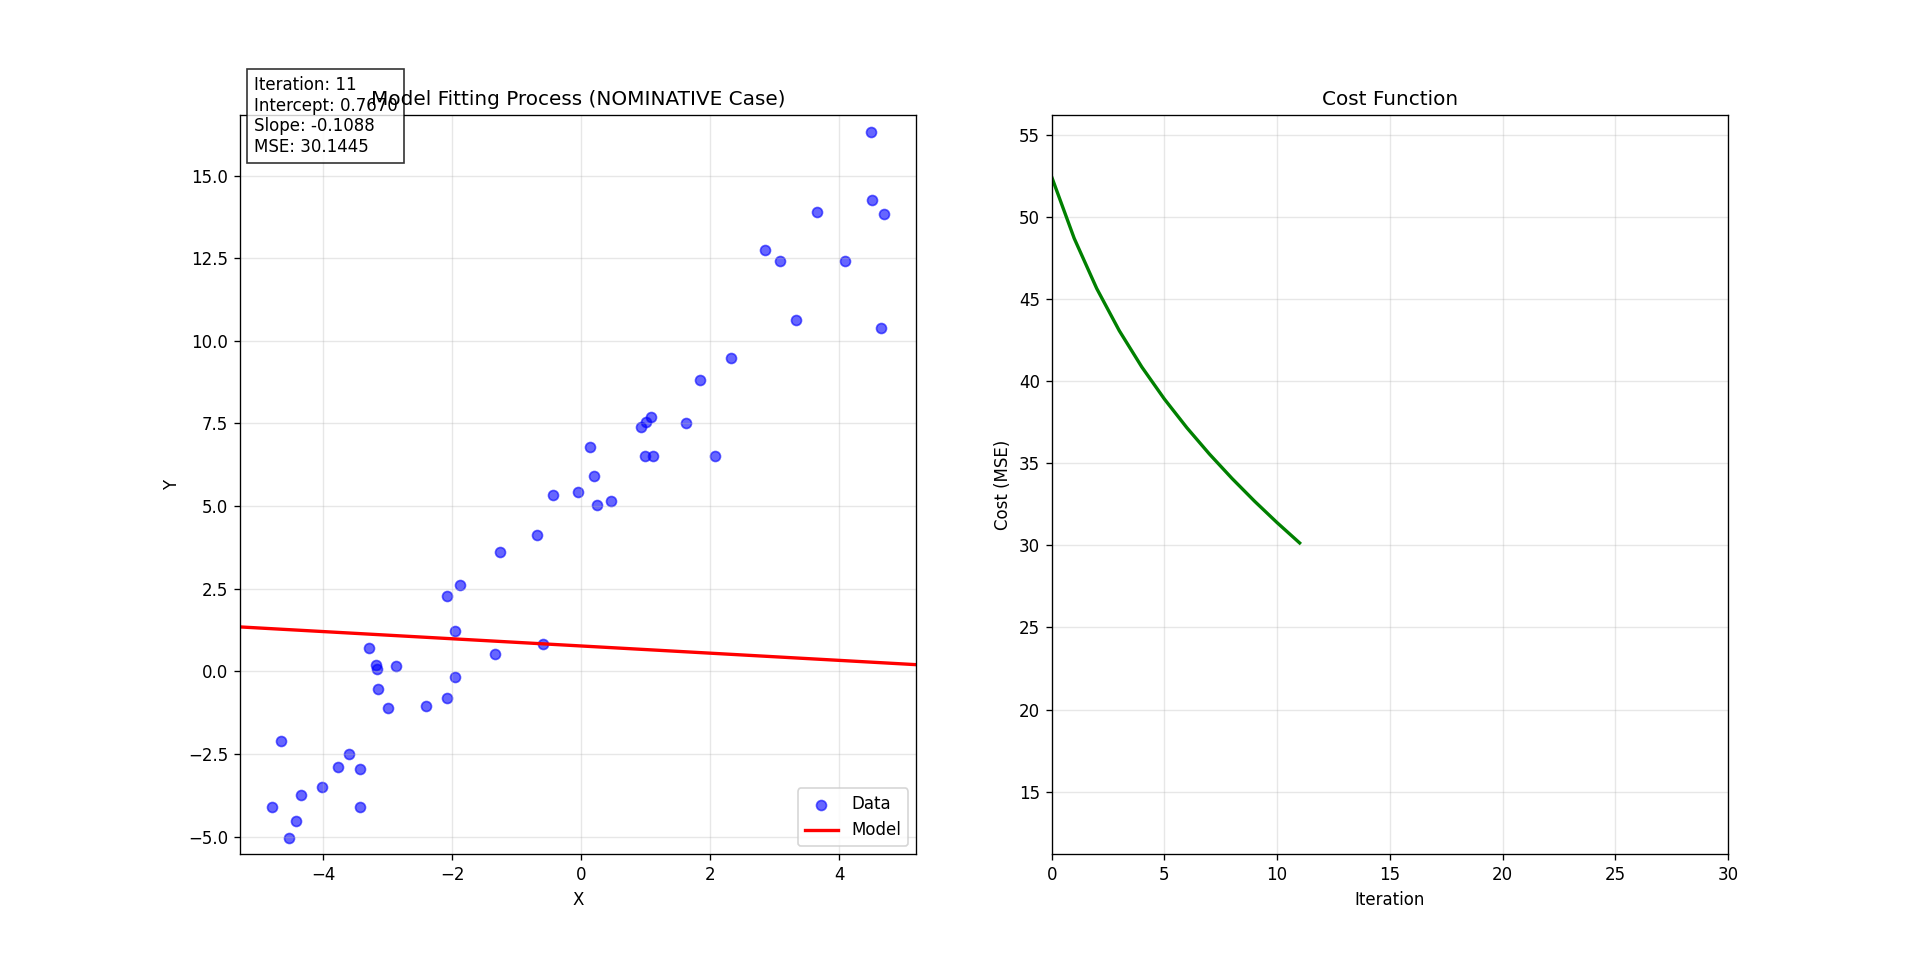 Iteration: 11
Intercept: 0.7670
Slope: -0.1088
MSE: 30.1445
Model Fitting Process (NOMINATIVE Case)
15.0
12.5
10.0
7.5
5.0
2.5
0.0
−2.5
−5.0
Y
−4 −2 0 2 4
X
Data
Model
Cost Function
55
50
45
40
35
30
25
20
15
Cost (MSE)
0 5 10 15 20 25 30
Iteration